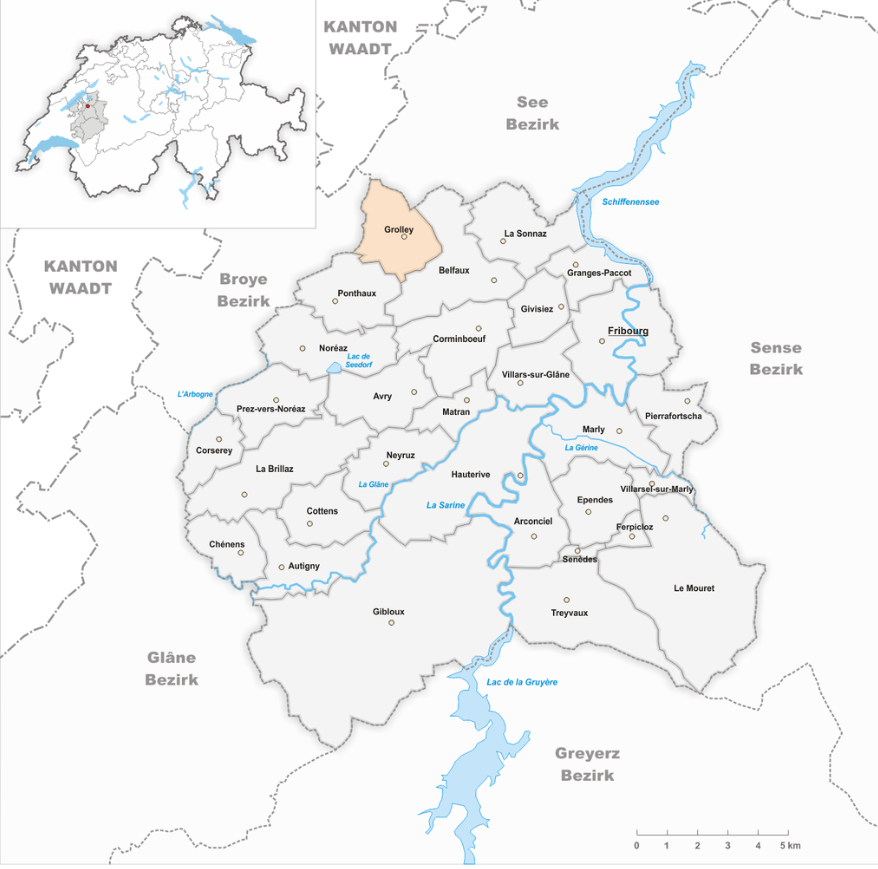 KANTON
WAADT
See
Bezirk
Schiffenensee
Grolley
La Sonnaz
KANTON
WAADT
Broye
Bezirk
Belfaux
Granges-Paccot
Ponthaux
Givisiez
Fribourg
Corminboeuf
Noréaz
Lac de
Seedorf
Sense
Bezirk
Villars-sur-Glâne
L'Arbogne
Avry
Prez-vers-Noréaz
Matran
Pierrafortscha
Marly
La Gérine
Corserey
Neyruz
La Brillaz
Hauterive
La Glâne
Villarsel-sur-Marly
Ependes
La Sarine
Cottens
Arconciel
Ferpicloz
Chénens
Senèdes
Autigny
Le Mouret
Gibloux
Treyvaux
Glâne
Bezirk
Lac de la Gruyère
Greyerz
Bezirk
0 1 2 3 4 5 km